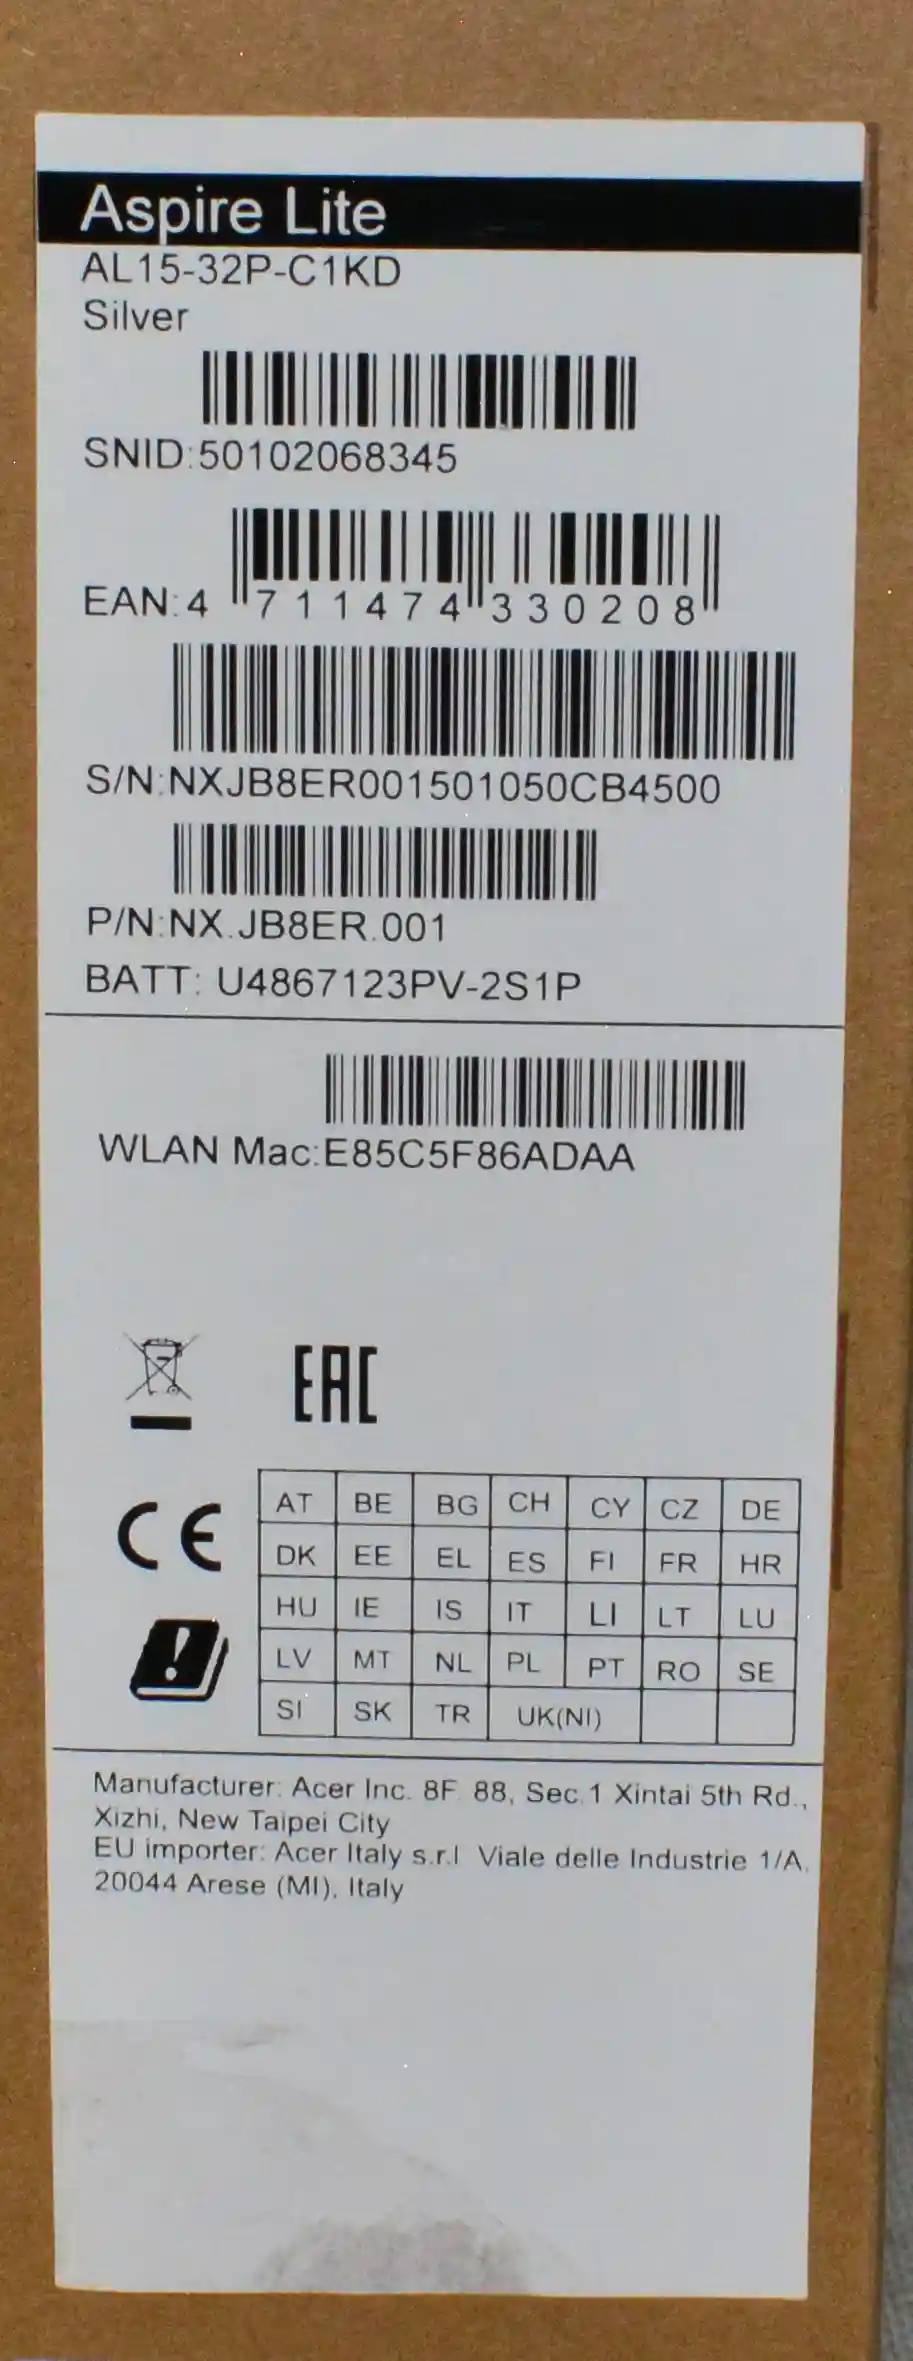 Aspire Lite
AL15-32P-C1KD
Silver
SNID:50102068345
EAN:4 711474 330208
S/N:NXJB8ER001501050CB4500
P/N:NX.JB8ER.001
BATT: U4867123PV-2S1P
WLAN Mac:E85C5F86ADAA
EAC
CE
AT BE BG CH CY CZ DE
DK EE EL ES FI FR HR
HU IE IS IT LI LT LU
LV MT NL PL PT RO SE
SI SK TR UK(NI)
Manufacturer: Acer Inc. 8F. 88, Sec.1 Xintai 5th Rd.,
Xizhi, New Taipei City
EU importer: Acer Italy s.r.l Viale delle Industrie 1/A,
20044 Arese (MI), Italy